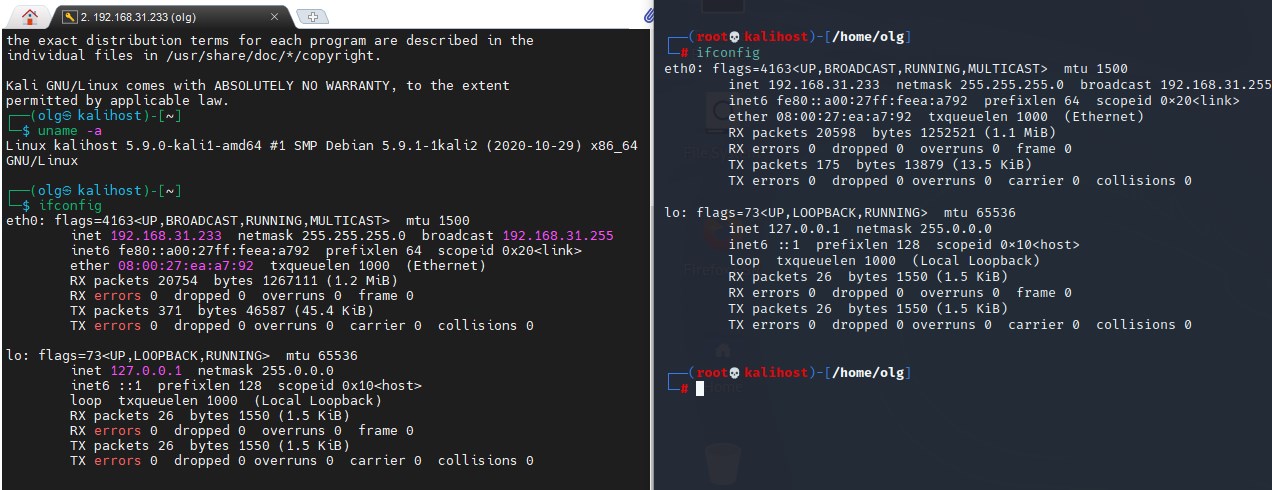 2. 192.168.31.233 (olg)
the exact distribution terms for each program are described in the
individual files in /usr/share/doc/*/copyright.
Kali GNU/Linux comes with ABSOLUTELY NO WARRANTY, to the extent
permitted by applicable law.
┌──(olg㉿kalihost)-[~]
└─$ uname -a
Linux kalihost 5.9.0-kali1-amd64 #1 SMP Debian 5.9.1-1kali2 (2020-10-29) x86_64
GNU/Linux
┌──(olg㉿kalihost)-[~]
└─$ ifconfig
eth0: flags=4163<UP,BROADCAST,RUNNING,MULTICAST>  mtu 1500
inet 192.168.31.233  netmask 255.255.255.0  broadcast 192.168.31.255
inet6 fe80::a00:27ff:feea:a792  prefixlen 64  scopeid 0x20<link>
ether 08:00:27:ea:a7:92  txqueuelen 1000  (Ethernet)
RX packets 20754  bytes 1267111 (1.2 MiB)
RX errors 0  dropped 0  overruns 0  frame 0
TX packets 371  bytes 46587 (45.4 KiB)
TX errors 0  dropped 0 overruns 0  carrier 0  collisions 0
lo: flags=73<UP,LOOPBACK,RUNNING>  mtu 65536
inet 127.0.0.1  netmask 255.0.0.0
inet6 ::1  prefixlen 128  scopeid 0x10<host>
loop  txqueuelen 1000  (Local Loopback)
RX packets 26  bytes 1550 (1.5 KiB)
RX errors 0  dropped 0  overruns 0  frame 0
TX packets 26  bytes 1550 (1.5 KiB)
TX errors 0  dropped 0 overruns 0  carrier 0  collisions 0
┌──(root💀kalihost)-[/home/olg]
└─# ifconfig
eth0: flags=4163<UP,BROADCAST,RUNNING,MULTICAST>  mtu 1500
inet 192.168.31.233  netmask 255.255.255.0  broadcast 192.168.31.255
inet6 fe80::a00:27ff:feea:a792  prefixlen 64  scopeid 0×20<link>
ether 08:00:27:ea:a7:92  txqueuelen 1000  (Ethernet)
RX packets 20598  bytes 1252521 (1.1 MiB)
RX errors 0  dropped 0  overruns 0  frame 0
TX packets 175  bytes 13879 (13.5 KiB)
TX errors 0  dropped 0 overruns 0  carrier 0  collisions 0
lo: flags=73<UP,LOOPBACK,RUNNING>  mtu 65536
inet 127.0.0.1  netmask 255.0.0.0
inet6 ::1  prefixlen 128  scopeid 0×10<host>
loop  txqueuelen 1000  (Local Loopback)
RX packets 26  bytes 1550 (1.5 KiB)
RX errors 0  dropped 0  overruns 0  frame 0
TX packets 26  bytes 1550 (1.5 KiB)
TX errors 0  dropped 0 overruns 0  carrier 0  collisions 0
┌──(root💀kalihost)-[/home/olg]
└─#